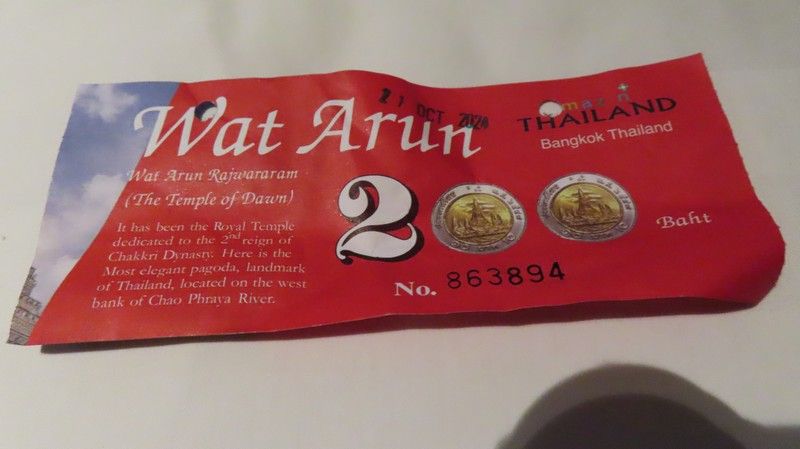 Wat Arun
21 OCT 2024
THAILAND
Bangkok Thailand
Wat Arun Rajwararam
(The Temple of Dawn)
It has been the Royal Temple
dedicated to the 2nd reign of
Chakkri Dynasty. Here is the
Most elegant pagoda, landmark
of Thailand, located on the west
bank of Chao Phraya River.
2
Baht
No. 863894